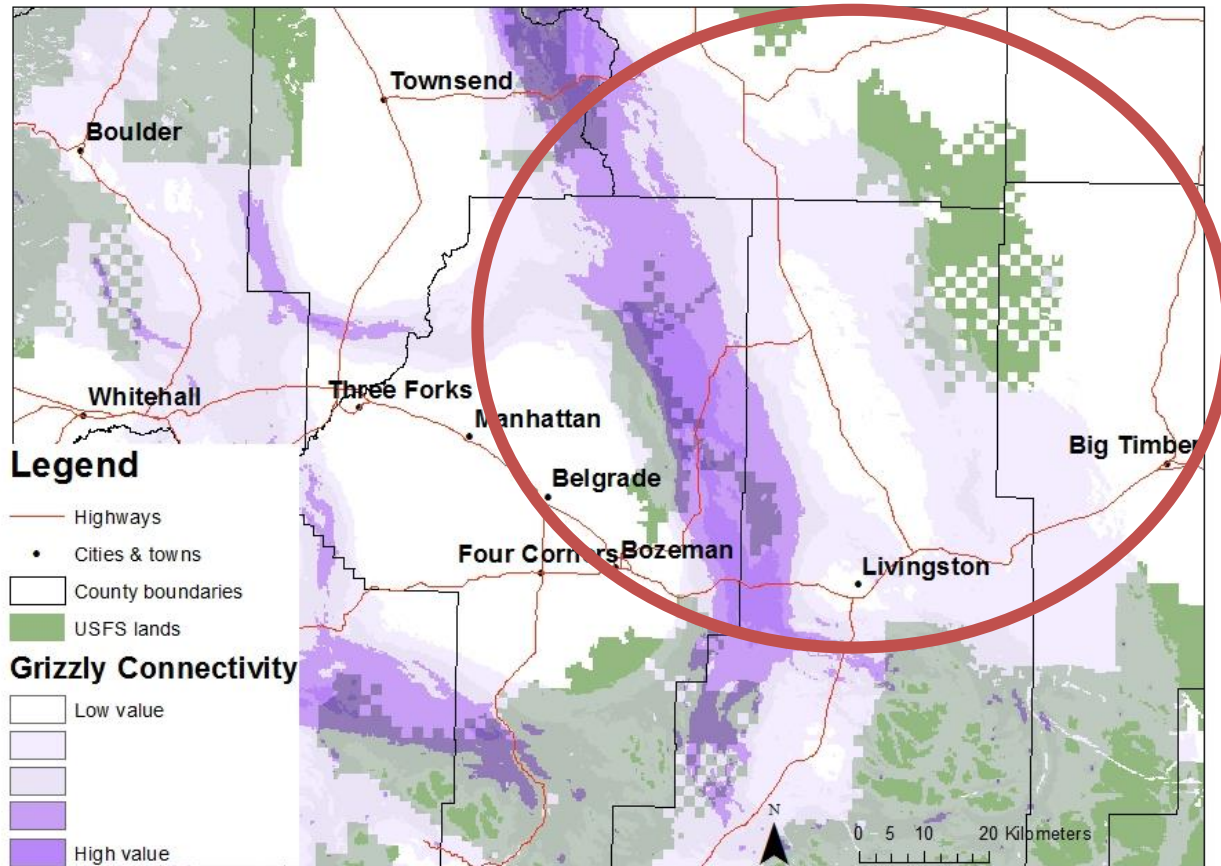 Townsend
Boulder
Whitehall
Three Forks
Manhattan
Big Timber
Belgrade
Four Corners
Bozeman
Livingston
Legend
Highways
Cities & towns
County boundaries
USFS lands
Grizzly Connectivity
Low value
High value
N
0 5 10 20 Kilometers